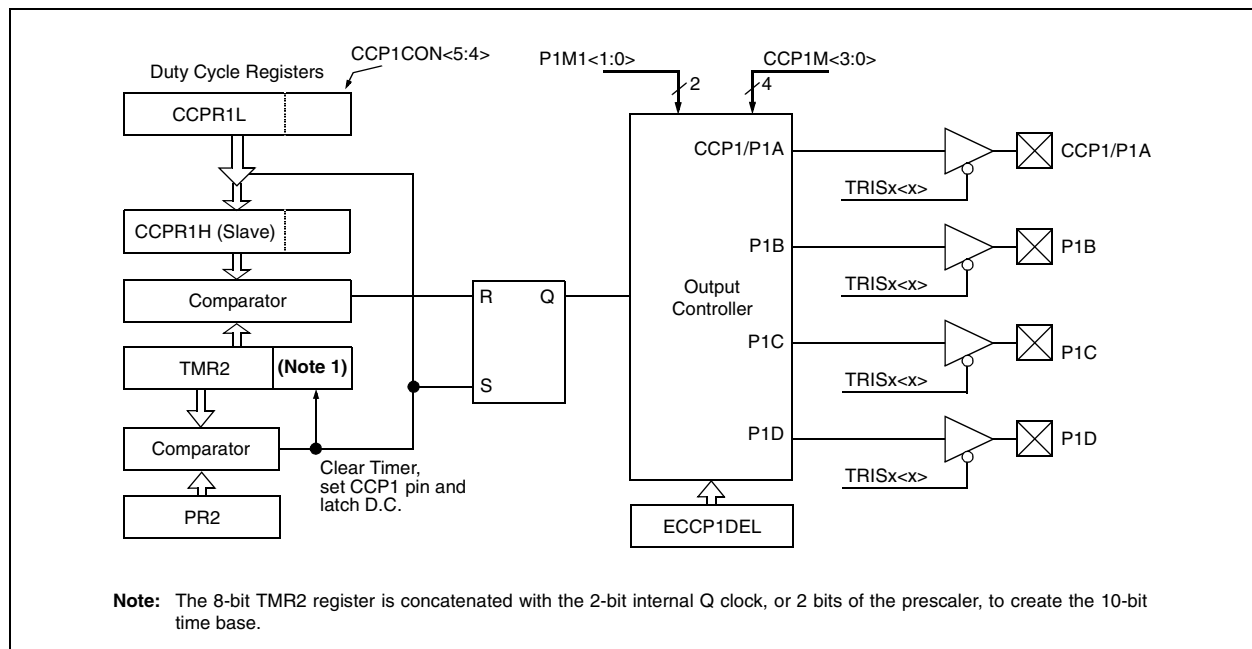 CCP1CON<5:4>
Duty Cycle Registers
CCPR1L
CCPR1H (Slave)
Comparator
TMR2
(Note 1)
Comparator
PR2
Clear Timer,
set CCP1 pin and
latch D.C.
R
Q
S
P1M1<1:0>
2
CCP1M<3:0>
4
Output
Controller
CCP1/P1A
P1B
P1C
P1D
ECCP1DEL
TRISx<x>
CCP1/P1A
TRISx<x>
P1B
TRISx<x>
P1C
TRISx<x>
P1D
Note: The 8-bit TMR2 register is concatenated with the 2-bit internal Q clock, or 2 bits of the prescaler, to create the 10-bit
time base.